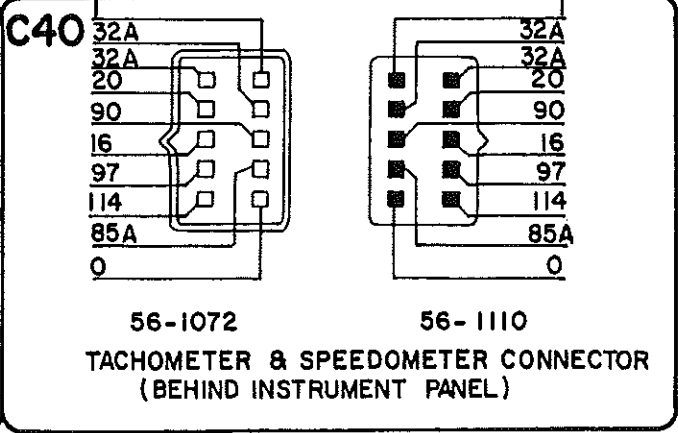 C40
32A 32A
32A 32A
20 20
90 90
16 16
97 97
114 114
85A 85A
0 0
56-1072 56-1110
TACHOMETER & SPEEDOMETER CONNECTOR
(BEHIND INSTRUMENT PANEL)